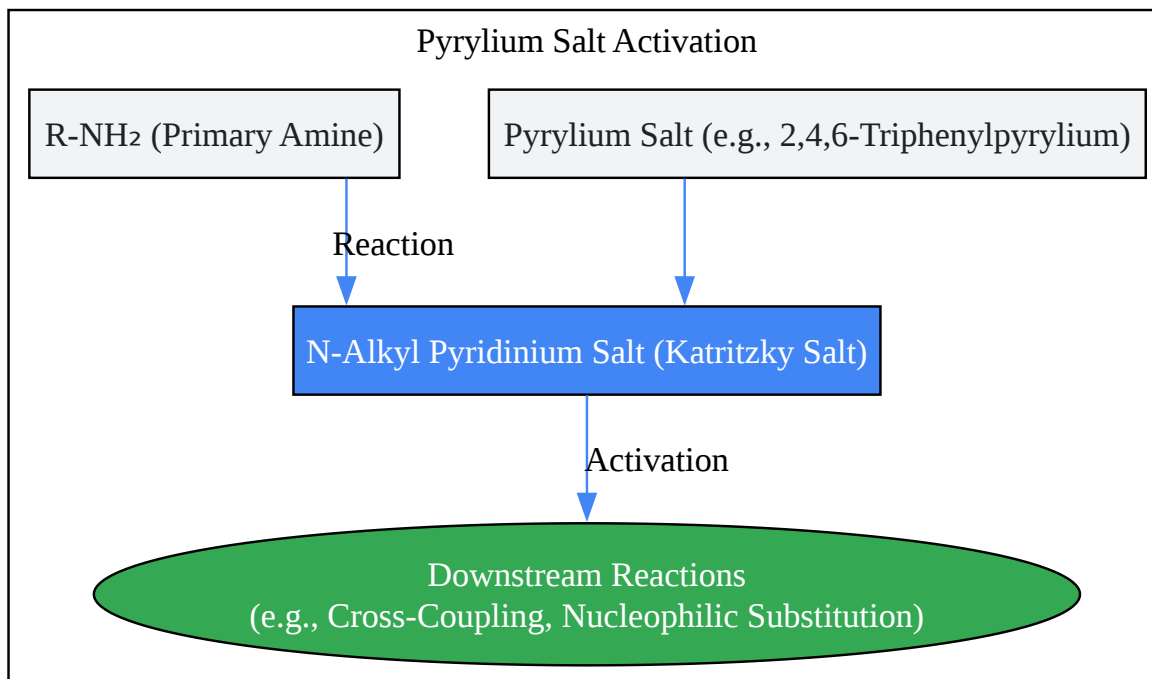 Pyrylium Salt Activation
R-NH₂ (Primary Amine)
Pyrylium Salt (e.g., 2,4,6-Triphenylpyrylium)
Reaction
N-Alkyl Pyridinium Salt (Katritzky Salt)
Activation
Downstream Reactions
(e.g., Cross-Coupling, Nucleophilic Substitution)